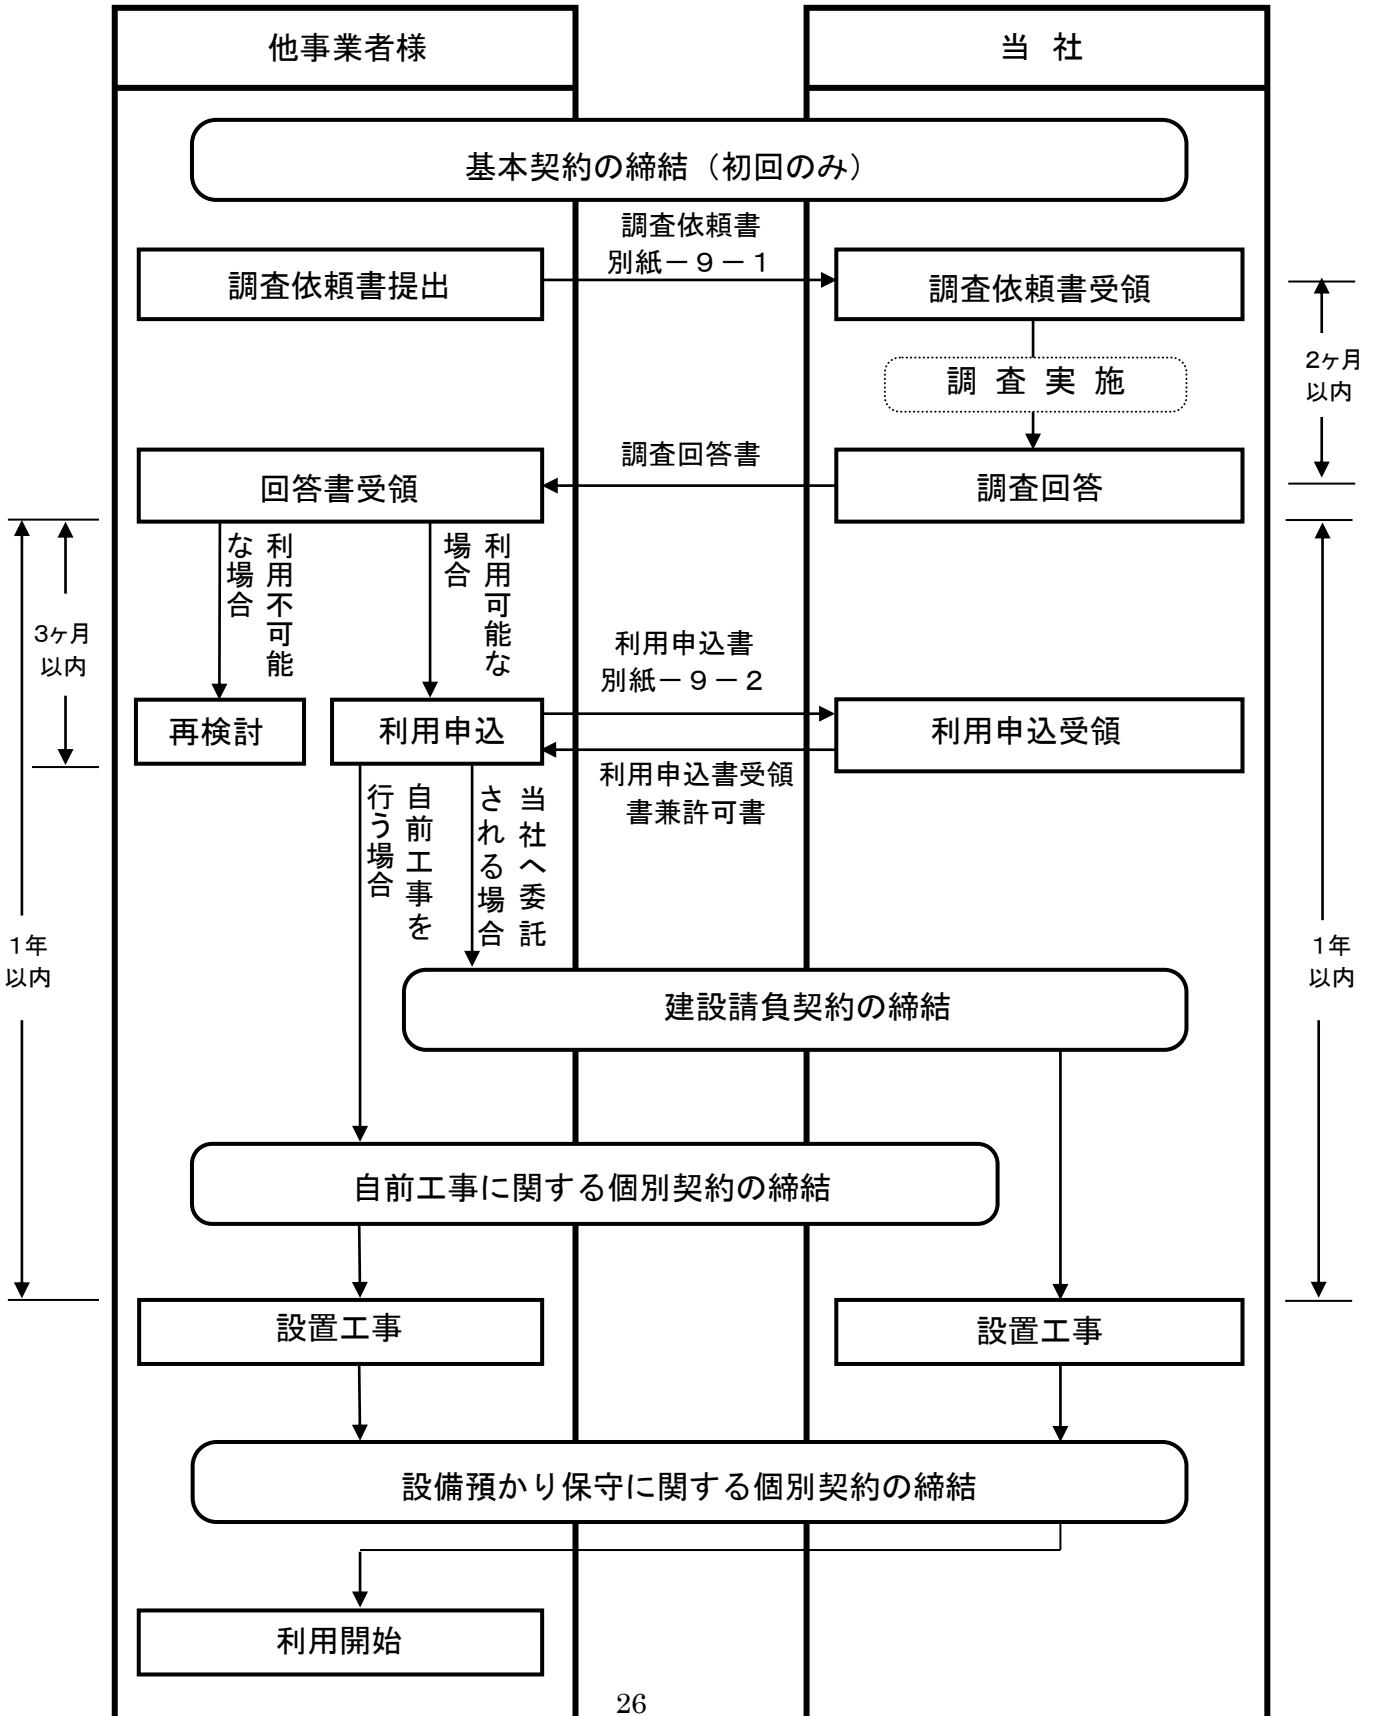 他事業者様
当 社
基本契約の締結（初回のみ）
調査依頼書
別紙－９－１
調査依頼書提出
調査依頼書受領
2ヶ月
以内
調 査 実 施
調査回答書
回答書受領
調査回答
利用不可能
な場合
利用可能な
場合
3ヶ月
以内
利用申込書
別紙－９－２
再検討
利用申込
利用申込受領
利用申込書受領
書兼許可書
自前工事を
行う場合
当社へ委託
される場合
1年
以内
1年
以内
建設請負契約の締結
自前工事に関する個別契約の締結
設置工事
設置工事
設備預かり保守に関する個別契約の締結
利用開始
26